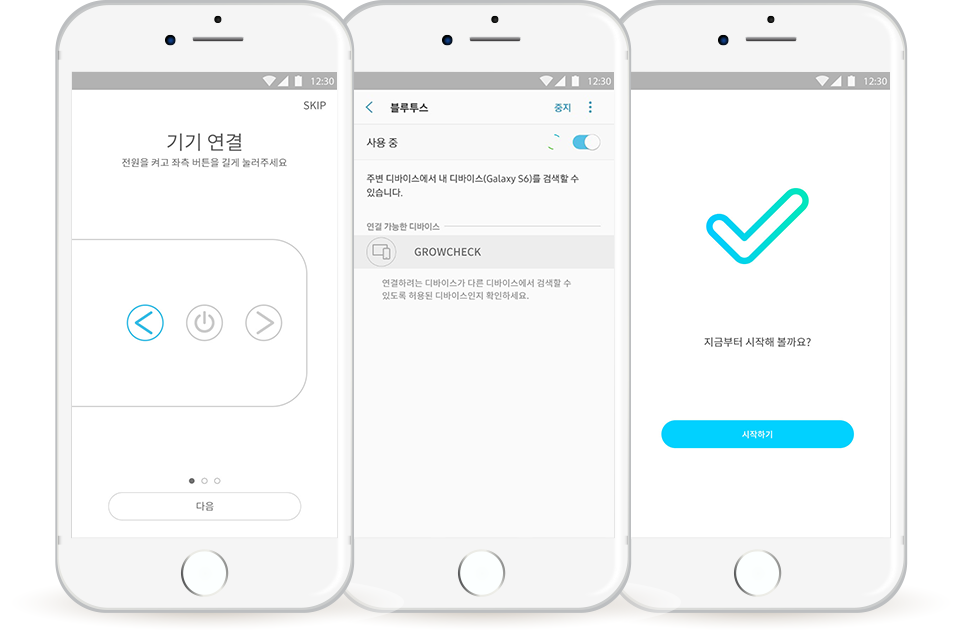 12:30
SKIP
기기 연결
전원을 켜고 좌측 버튼을 길게 눌러주세요
다음
12:30
블루투스
중지
사용 중
주변 디바이스에서 내 디바이스(Galaxy S6)를 검색할 수
있습니다.
연결 가능한 디바이스
GROWCHECK
연결하려는 디바이스가 다른 디바이스에서 검색할 수
있도록 허용된 디바이스인지 확인하세요.
12:30
지금부터 시작해 볼까요?
시작하기